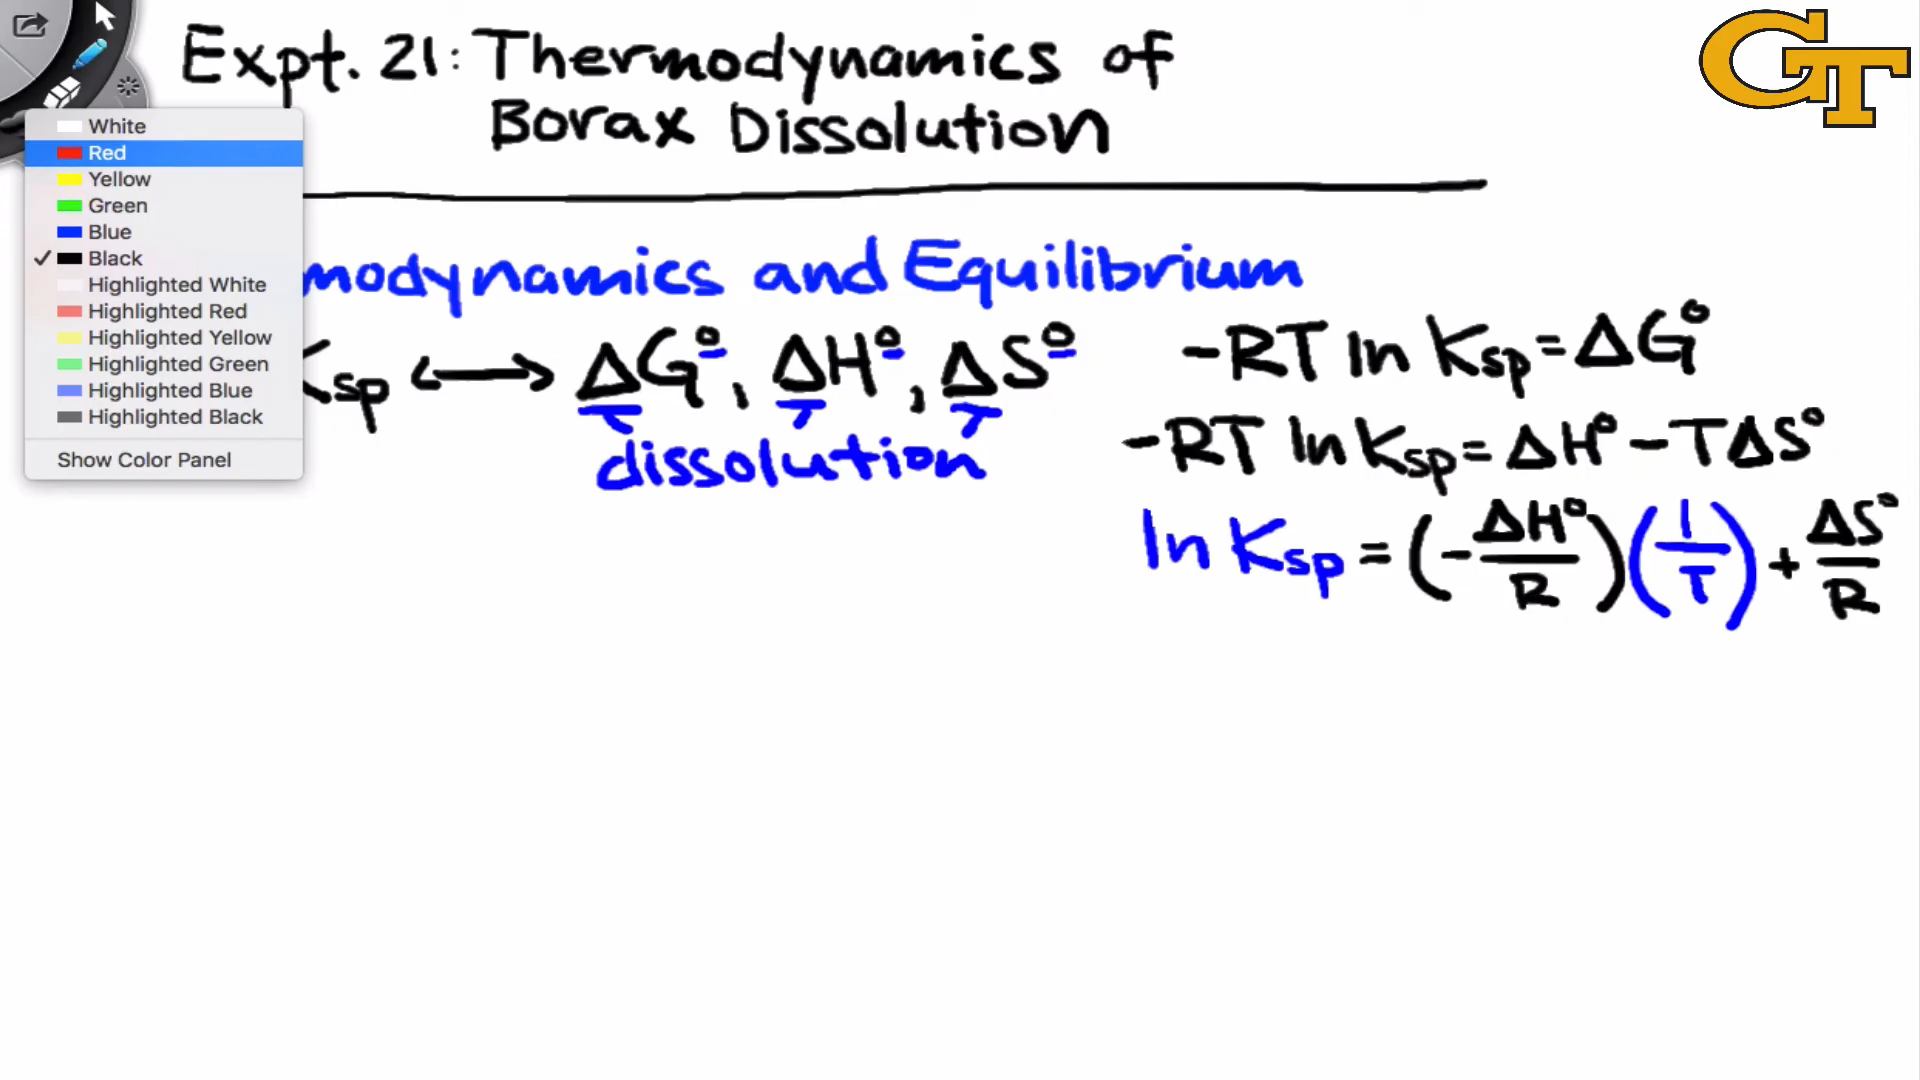 Expt. 21: Thermodynamics of
Borax Dissolution
GT
White
Red
Yellow
Green
Blue
Black
Highlighted White
Highlighted Red
Highlighted Yellow
Highlighted Green
Highlighted Blue
Highlighted Black
Show Color Panel
modynamics and Equilibrium
Ksp ⟷ ΔG°, ΔH°, ΔS°
dissolution
-RT ln Ksp = ΔG°
-RT ln Ksp = ΔH° - TΔS°
ln Ksp = (-ΔH°/R)(1/T) + ΔS°/R